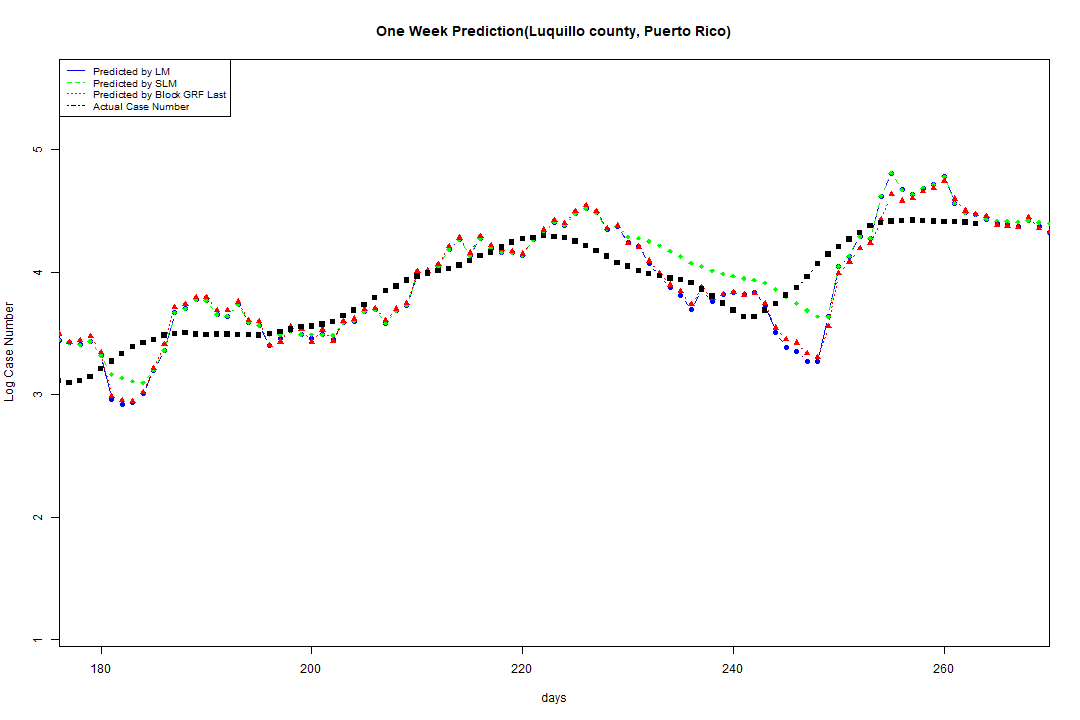 One Week Prediction(Luquillo county, Puerto Rico)
Predicted by LM
Predicted by SLM
Predicted by Block GRF Last
Actual Case Number
5
4
3
2
1
Log Case Number
180 200 220 240 260
days